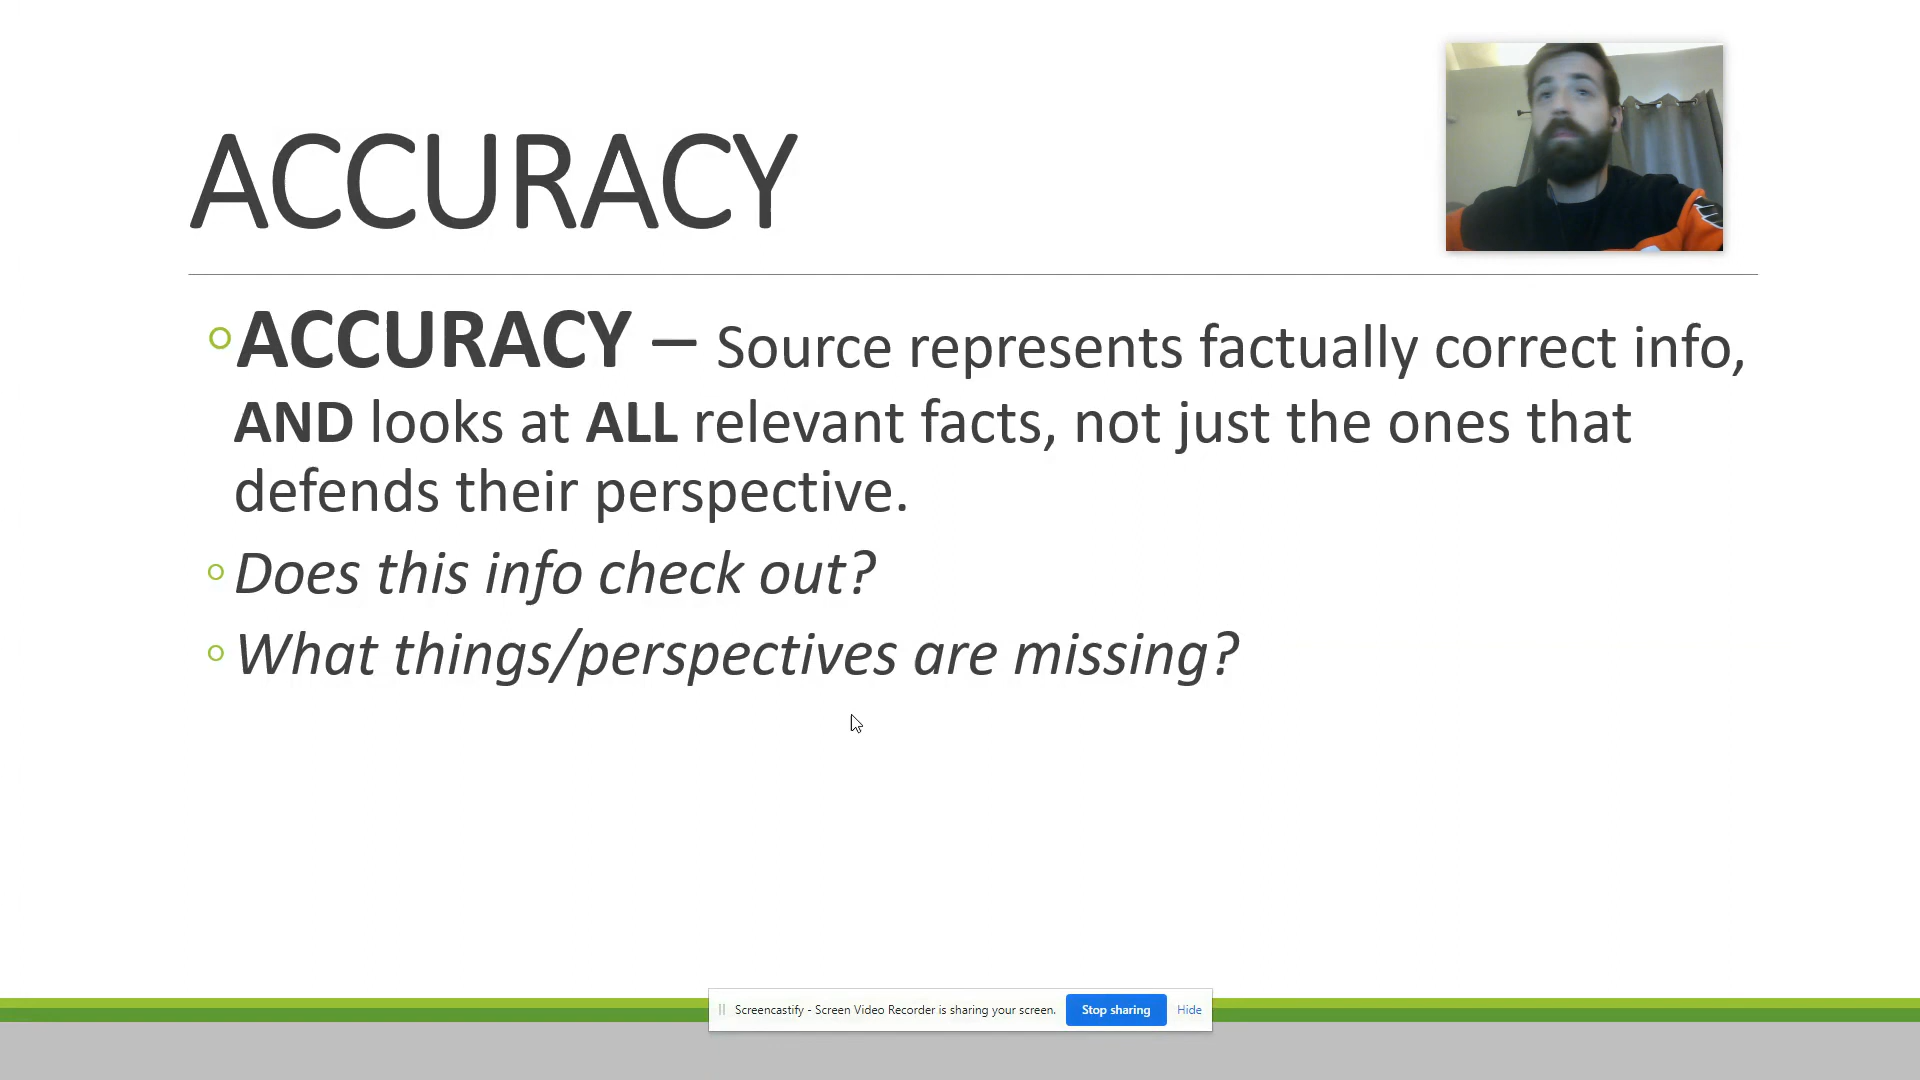 ACCURACY
ACCURACY – Source represents factually correct info,
AND looks at ALL relevant facts, not just the ones that
defends their perspective.
Does this info check out?
What things/perspectives are missing?
Screencastify - Screen Video Recorder is sharing your screen. Stop sharing Hide